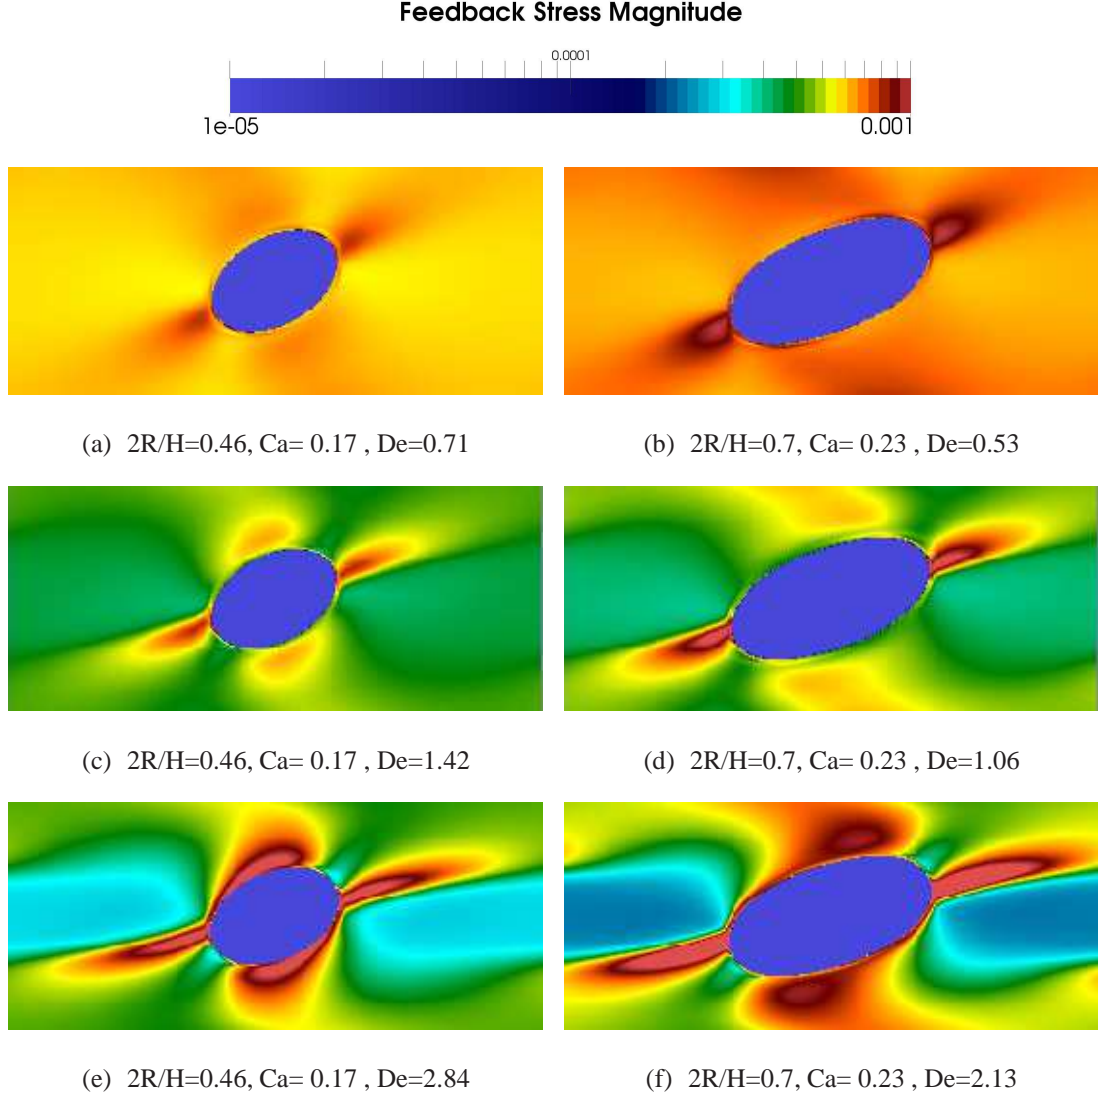 Feedback Stress Magnitude
0.0001
1e-05 0.001
(a) 2R/H=0.46, Ca= 0.17 , De=0.71
(b) 2R/H=0.7, Ca= 0.23 , De=0.53
(c) 2R/H=0.46, Ca= 0.17 , De=1.42
(d) 2R/H=0.7, Ca= 0.23 , De=1.06
(e) 2R/H=0.46, Ca= 0.17 , De=2.84
(f) 2R/H=0.7, Ca= 0.23 , De=2.13